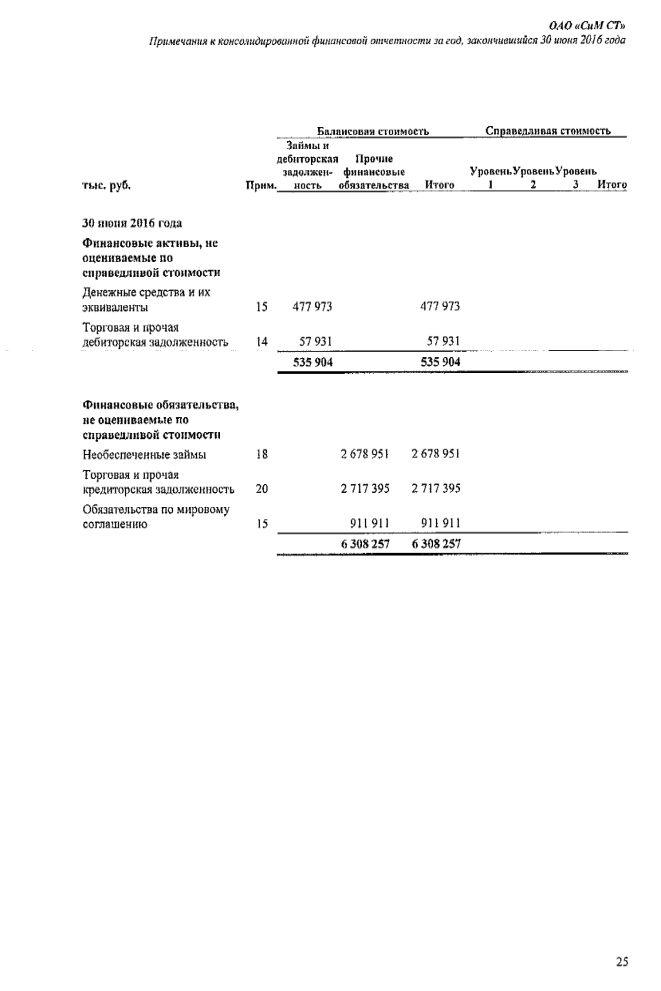 ОАО «СиМ СТ»
Примечания к консолидированной финансовой отчетности за год, закончившийся 30 июня 2016 года
Балансовая стоимость Справедливая стоимость
тыс. руб. Прим. Займы и дебиторская задолжен-ность Прочие финансовые обязательства Итого Уровень 1 Уровень 2 Уровень 3 Итого
30 июня 2016 года
Финансовые активы, не
оцениваемые по
справедливой стоимости
Денежные средства и их
эквиваленты 15 477 973 477 973
Торговая и прочая
дебиторская задолженность 14 57 931 57 931
535 904 535 904
Финансовые обязательства,
не оцениваемые по
справедливой стоимости
Необеспеченные займы 18 2 678 951 2 678 951
Торговая и прочая
кредиторская задолженность 20 2 717 395 2 717 395
Обязательства по мировому
соглашению 15 911 911 911 911
6 308 257 6 308 257
25